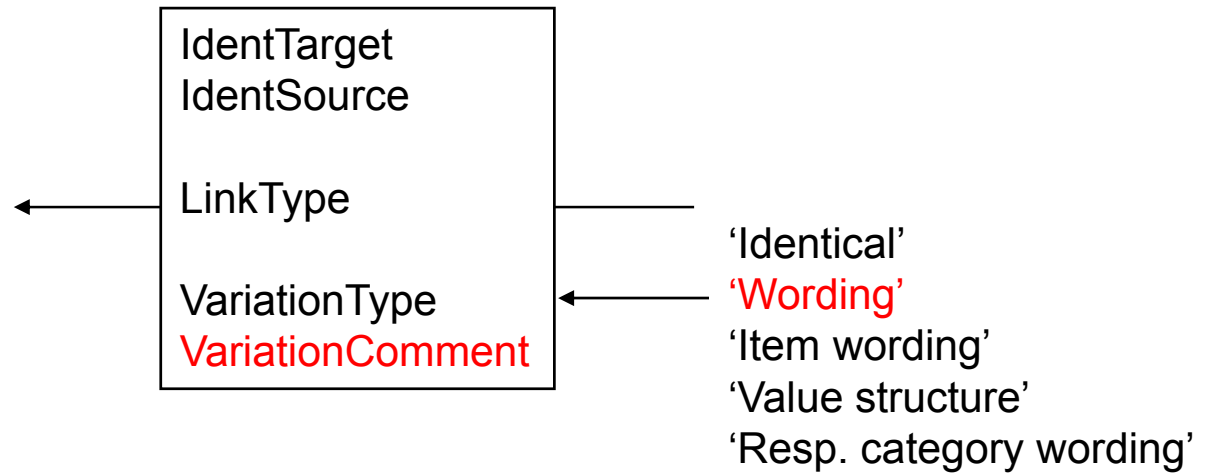 IdentTarget
IdentSource
LinkType
VariationType
VariationComment
‘Identical’
‘Wording’
‘Item wording’
‘Value structure’
‘Resp. category wording’